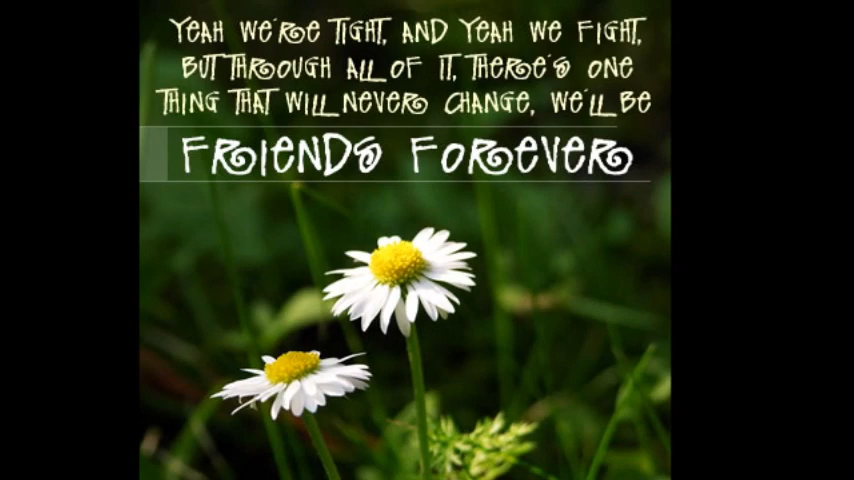 YEAH WE'RE TIGHT, AND YEAH WE FIGHT,
BUT THROUGH ALL OF IT, THERE'S ONE
THING THAT WILL NEVER CHANGE, WE'LL BE
FRIENDS FOREVER